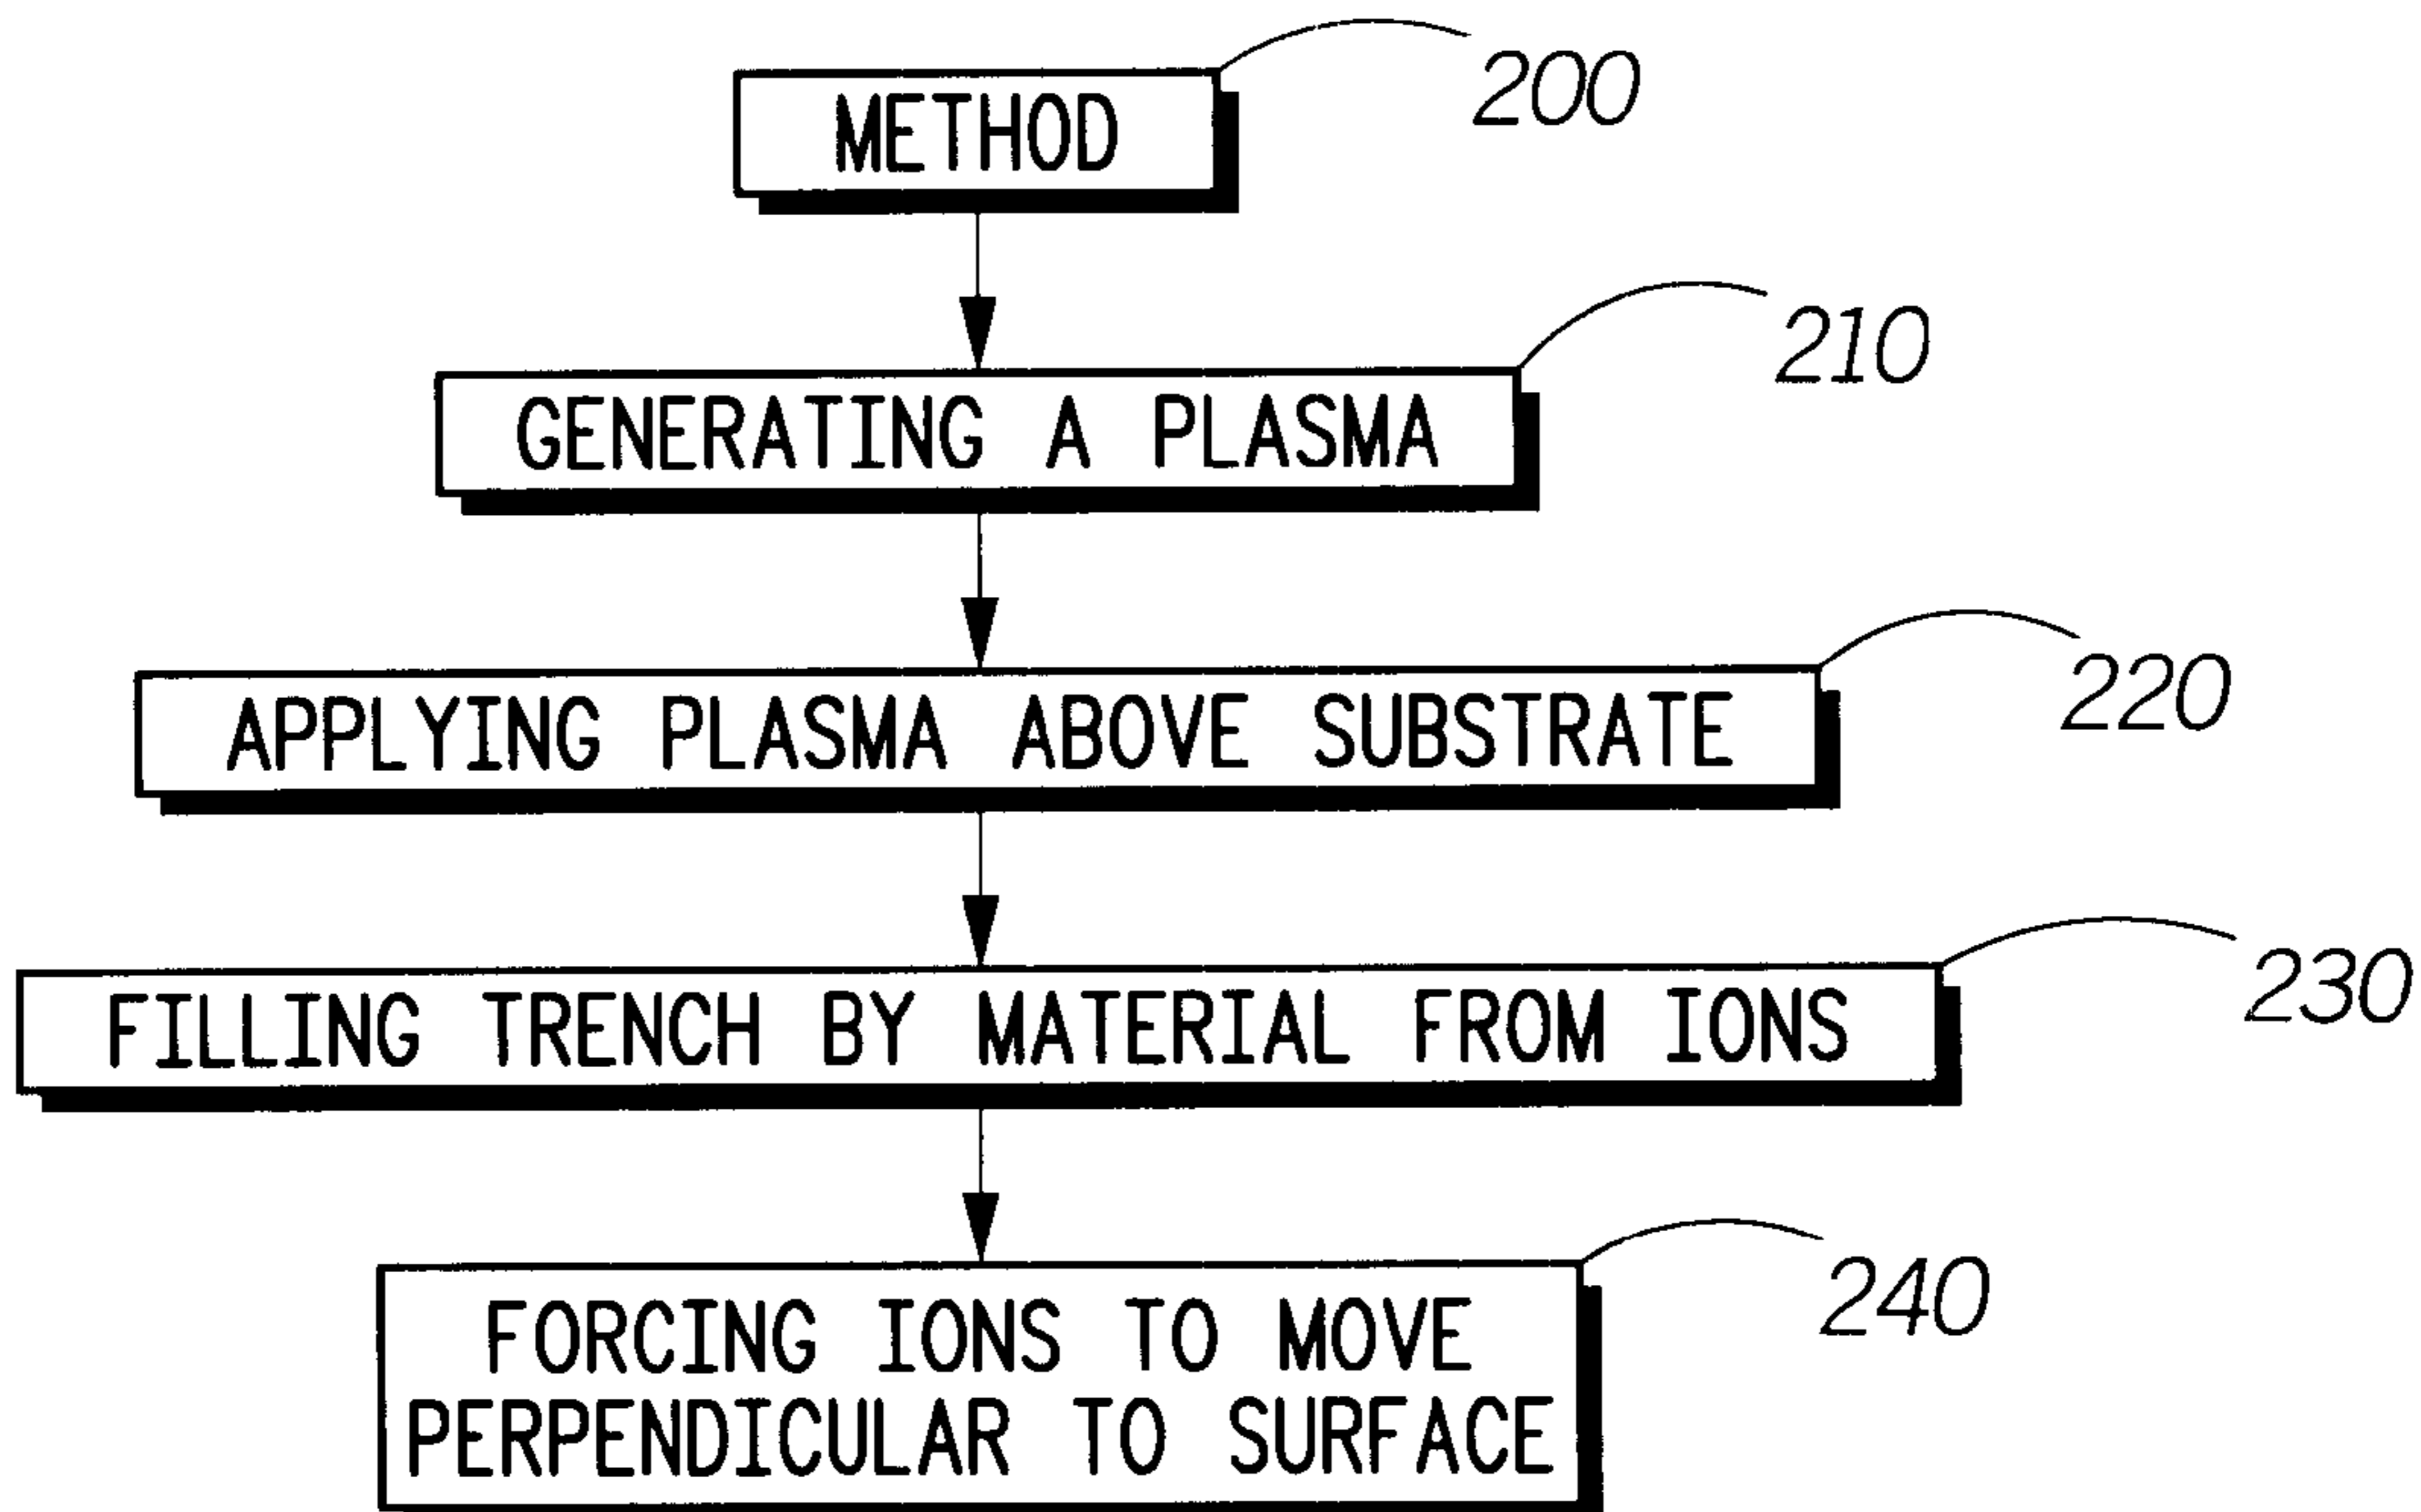 METHOD
200
GENERATING A PLASMA
210
APPLYING PLASMA ABOVE SUBSTRATE
220
FILLING TRENCH BY MATERIAL FROM IONS
230
FORCING IONS TO MOVE
PERPENDICULAR TO SURFACE
240